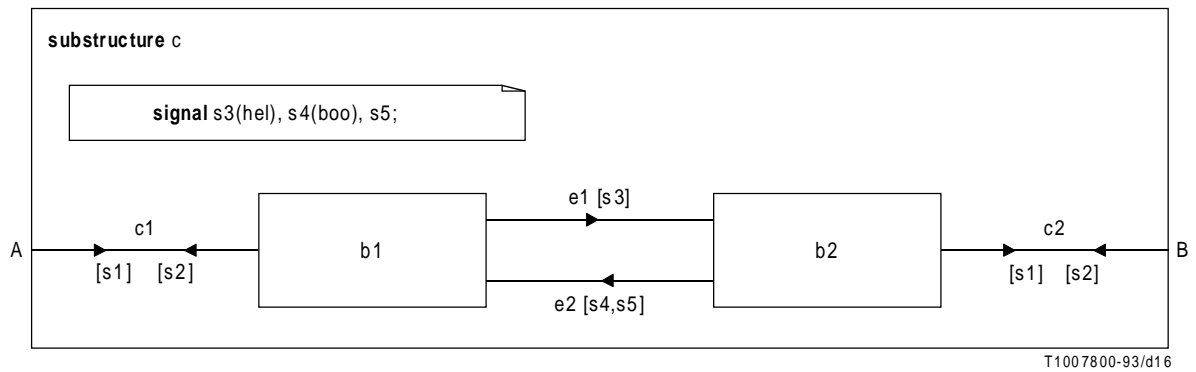 substructure c
signal s3(hel), s4(boo), s5;
e1 [s3]
A
c1
b1
b2
c2
B
[s1] [s2]
[s1] [s2]
e2 [s4,s5]
T1007800-93/d16